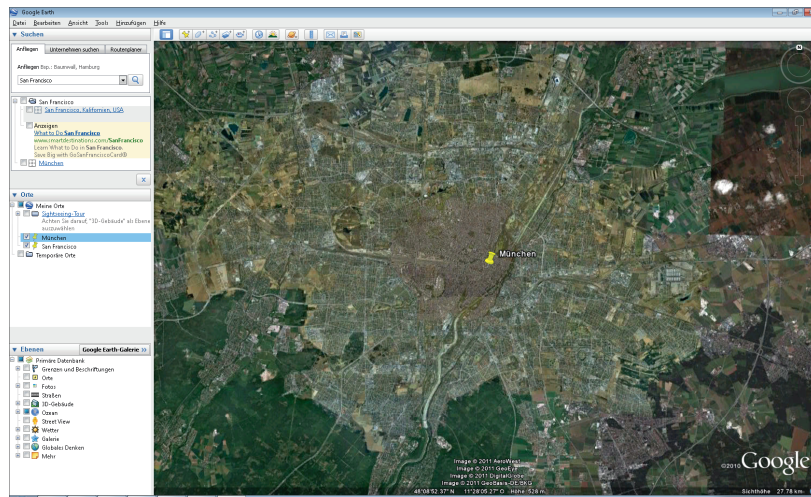 Google Earth
Datei Bearbeiten Ansicht Tools Hinzufügen Hilfe
Suchen
Anfliegen Unternehmen suchen Routenplaner
Anfliegen Bsp.: Baumwall, Hamburg
San Francisco
San Francisco
San Francisco, Kalifornien, USA
Anzeigen
What to Do San Francisco
www.smartdestinations.com/SanFrancisco
Learn What to Do in San Francisco.
Save Big with GoSanFranciscoCard®
München
x
Orte
Meine Orte
Sightseeing-Tour
Achten Sie darauf, "3D-Gebäude" als Ebene
auszuwählen
München
San Francisco
Temporäre Orte
Ebenen Google Earth-Galerie >>
Primäre Datenbank
Grenzen und Beschriftungen
Orte
Fotos
Straßen
3D-Gebäude
Ozean
Street View
Wetter
Galerie
Globales Denken
Mehr
München
Image © 2011 AeroWest
Image © 2011 GeoEye
Image © 2011 DigitalGlobe
Image © 2011 GeoBasis-DE/BKG
©2010 Google
48°08'52.37" N 11°28'05.27" O Höhe 528 m
Sichthöhe 27.78 km